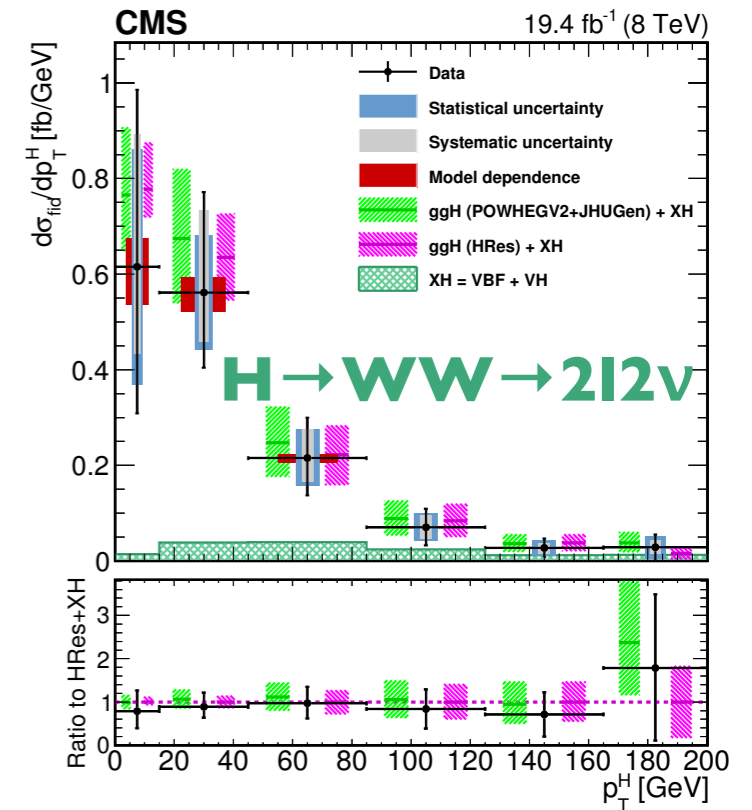 CMS 19.4 fb⁻¹ (8 TeV)
dσ_fid/dp_T^H [fb/GeV]
1
0.8
0.6
0.4
0.2
0
Data
Statistical uncertainty
Systematic uncertainty
Model dependence
ggH (POWHEGV2+JHUGen) + XH
ggH (HRes) + XH
XH = VBF + VH
H→WW→2l2ν
Ratio to HRes+XH
3
2
1
0
0 20 40 60 80 100 120 140 160 180 200
p_T^H [GeV]